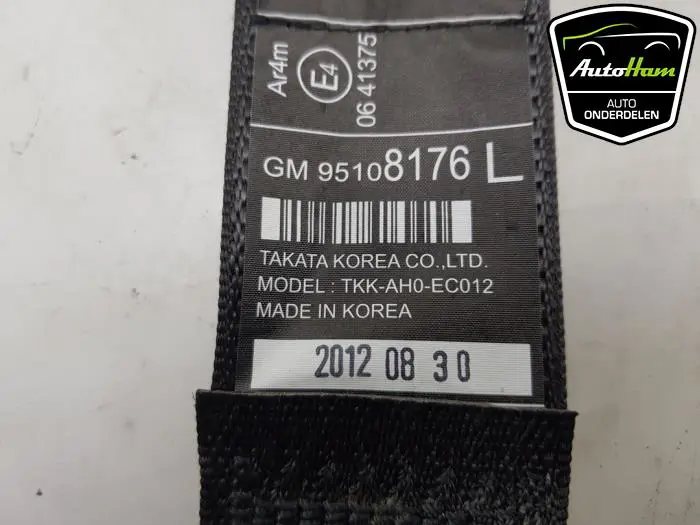 Ar4m
E4
06 41375
GM 95108176 L
TAKATA KOREA CO.,LTD.
MODEL : TKK-AH0-EC012
MADE IN KOREA
2012 08 30
AutoHam
AUTO
ONDERDELEN